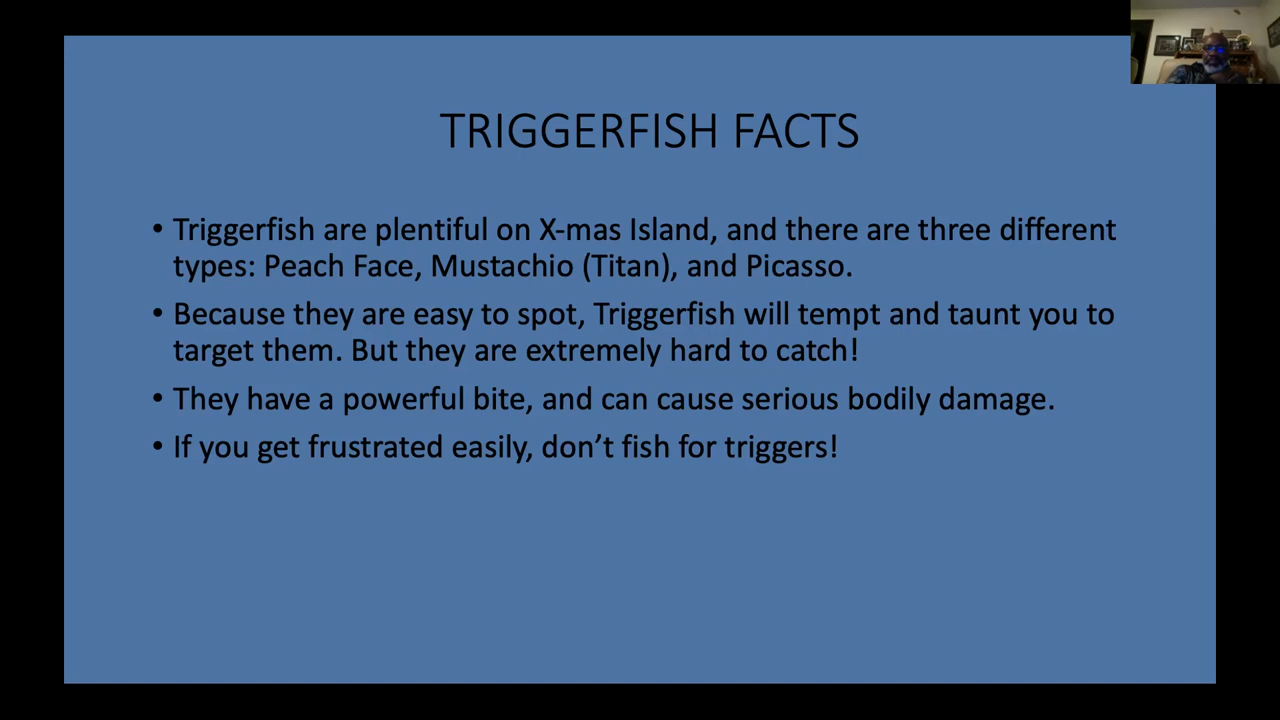 TRIGGERFISH FACTS
• Triggerfish are plentiful on X-mas Island, and there are three different
types: Peach Face, Mustachio (Titan), and Picasso.
• Because they are easy to spot, Triggerfish will tempt and taunt you to
target them. But they are extremely hard to catch!
• They have a powerful bite, and can cause serious bodily damage.
• If you get frustrated easily, don’t fish for triggers!